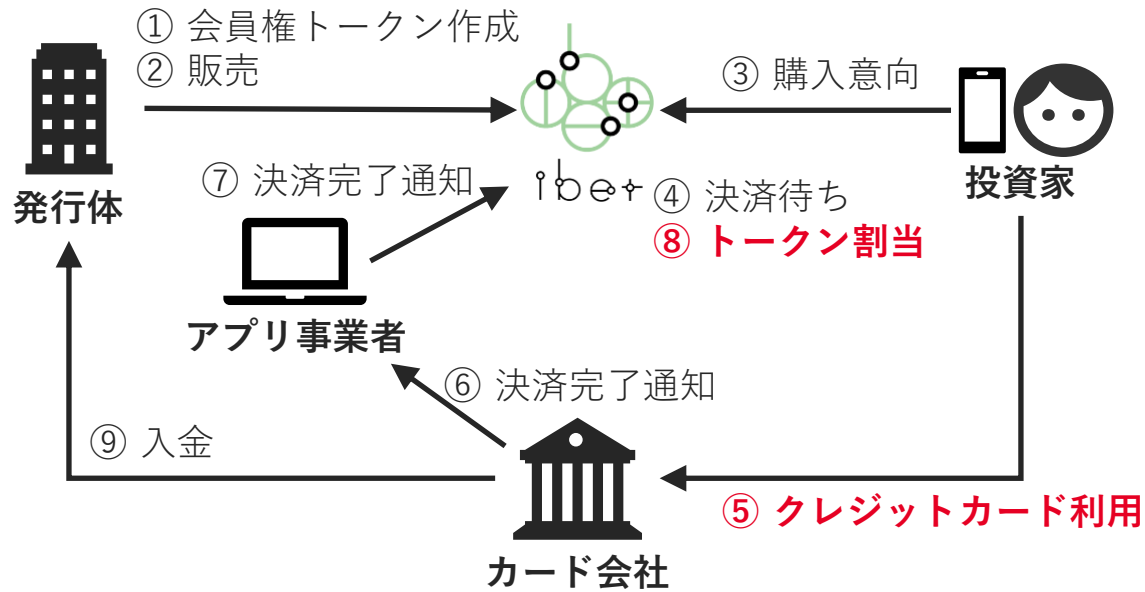 ① 会員権トークン作成
② 販売
③ 購入意向
発行体
⑦ 決済完了通知
ibet
④ 決済待ち
⑧ トークン割当
投資家
アプリ事業者
⑥ 決済完了通知
⑨ 入金
⑤ クレジットカード利用
カード会社